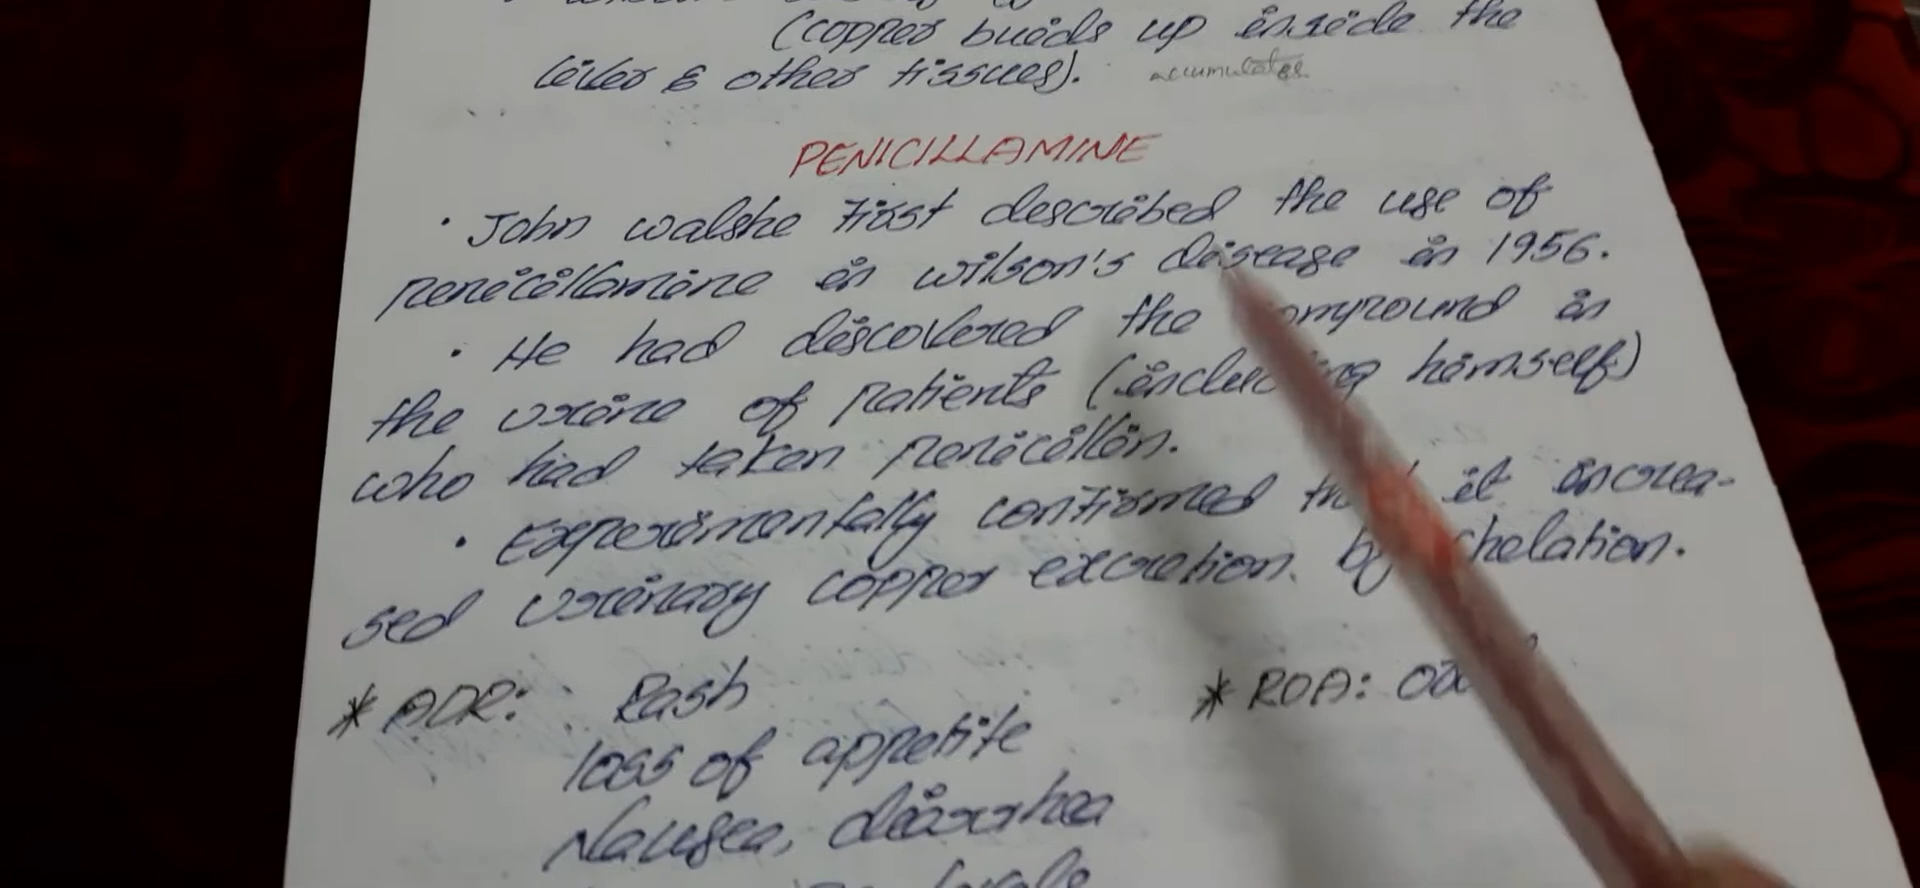 (copper builds up inside the
liver & other tissues). accumulates
PENICILLAMINE
· John walshe first described the use of
penicillamine in wilson's disease in 1956.
· He had discovered the compound in
the urine of patients (including himself)
who had taken penicillin.
· Experimentally confirmed that it increa-
sed urinary copper excretion by chelation.
* ADR: Rash * ROA:
loss of appetite
Nausea, diarrhea